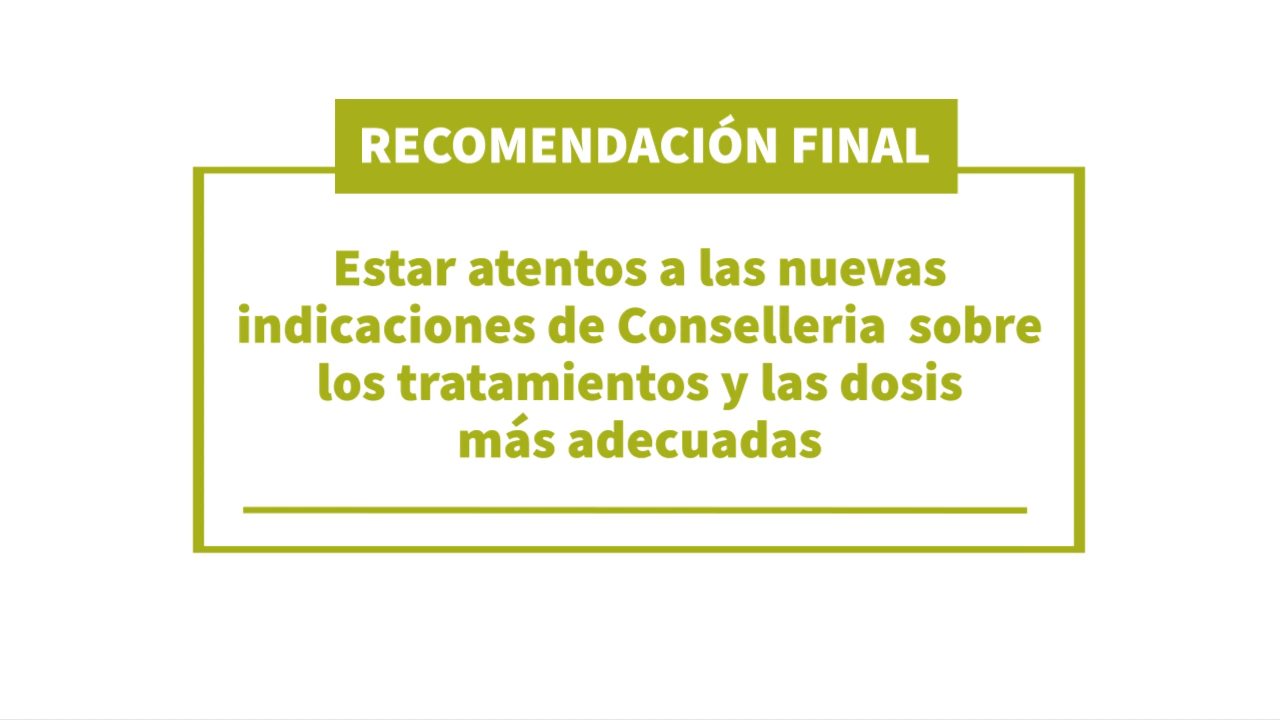 RECOMENDACIÓN FINAL
Estar atentos a las nuevas
indicaciones de Conselleria  sobre
los tratamientos y las dosis
más adecuadas